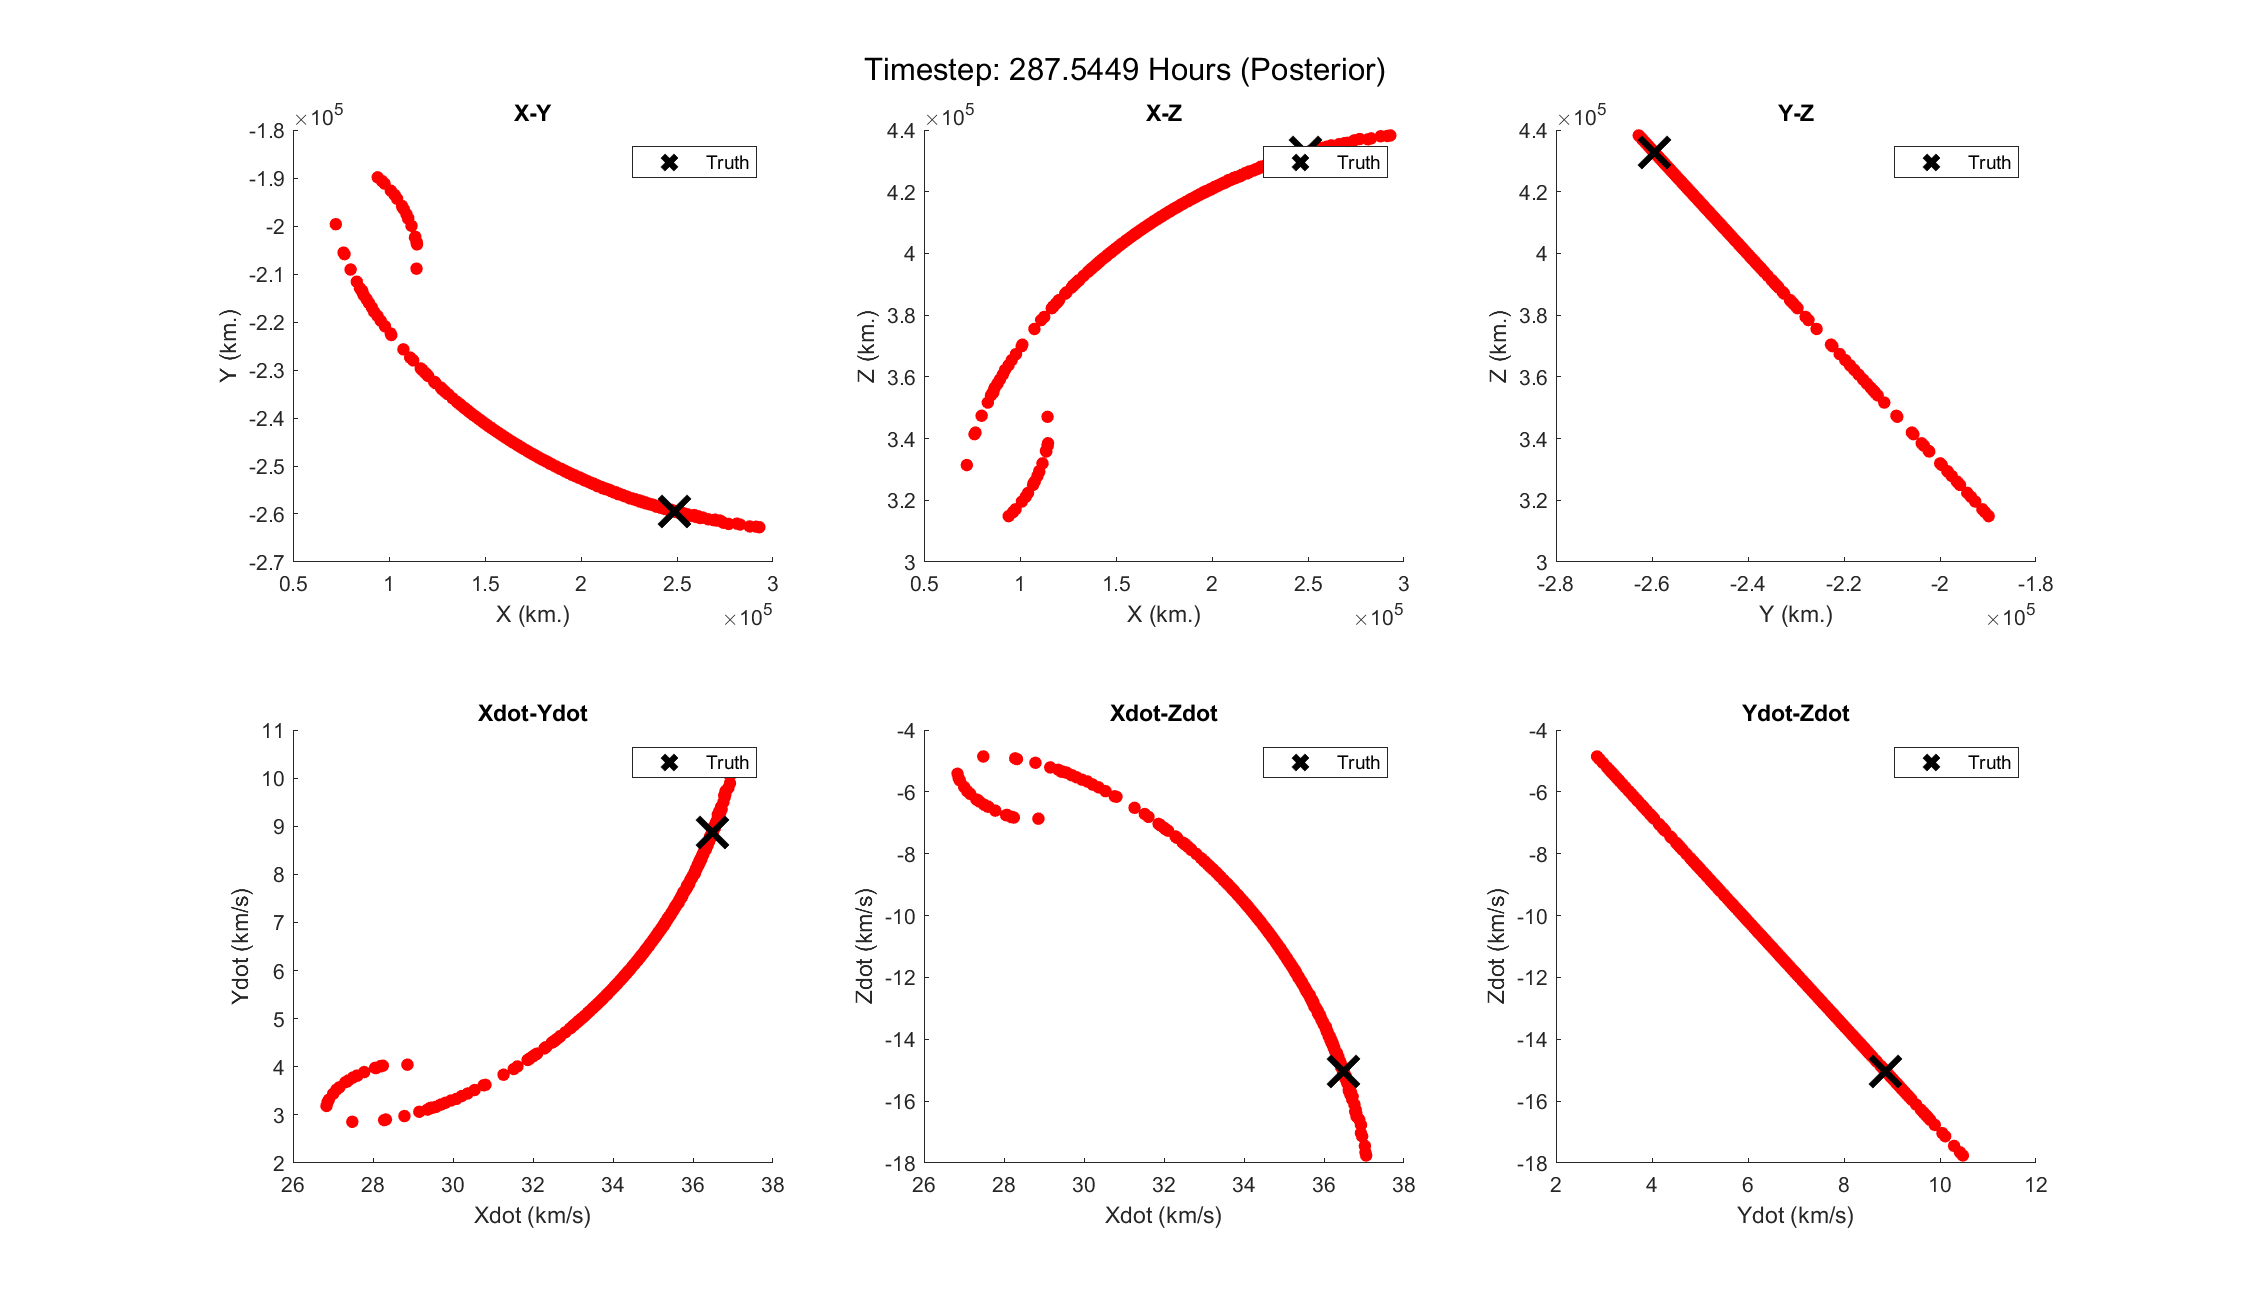 Timestep: 287.5449 Hours (Posterior)
X-Y
×10^5
-1.8
-1.9
-2
-2.1
-2.2
-2.3
-2.4
-2.5
-2.6
-2.7
Y (km.)
0.5 1 1.5 2 2.5 3
X (km.)
×10^5
Truth
X-Z
×10^5
4.4
4.2
4
3.8
3.6
3.4
3.2
3
Z (km.)
0.5 1 1.5 2 2.5 3
X (km.)
×10^5
Truth
Y-Z
×10^5
4.4
4.2
4
3.8
3.6
3.4
3.2
3
Z (km.)
-2.8 -2.6 -2.4 -2.2 -2 -1.8
Y (km.)
×10^5
Truth
Xdot-Ydot
11
10
9
8
7
6
5
4
3
2
Ydot (km/s)
26 28 30 32 34 36 38
Xdot (km/s)
Truth
Xdot-Zdot
-4
-6
-8
-10
-12
-14
-16
-18
Zdot (km/s)
26 28 30 32 34 36 38
Xdot (km/s)
Truth
Ydot-Zdot
-4
-6
-8
-10
-12
-14
-16
-18
Zdot (km/s)
2 4 6 8 10 12
Ydot (km/s)
Truth